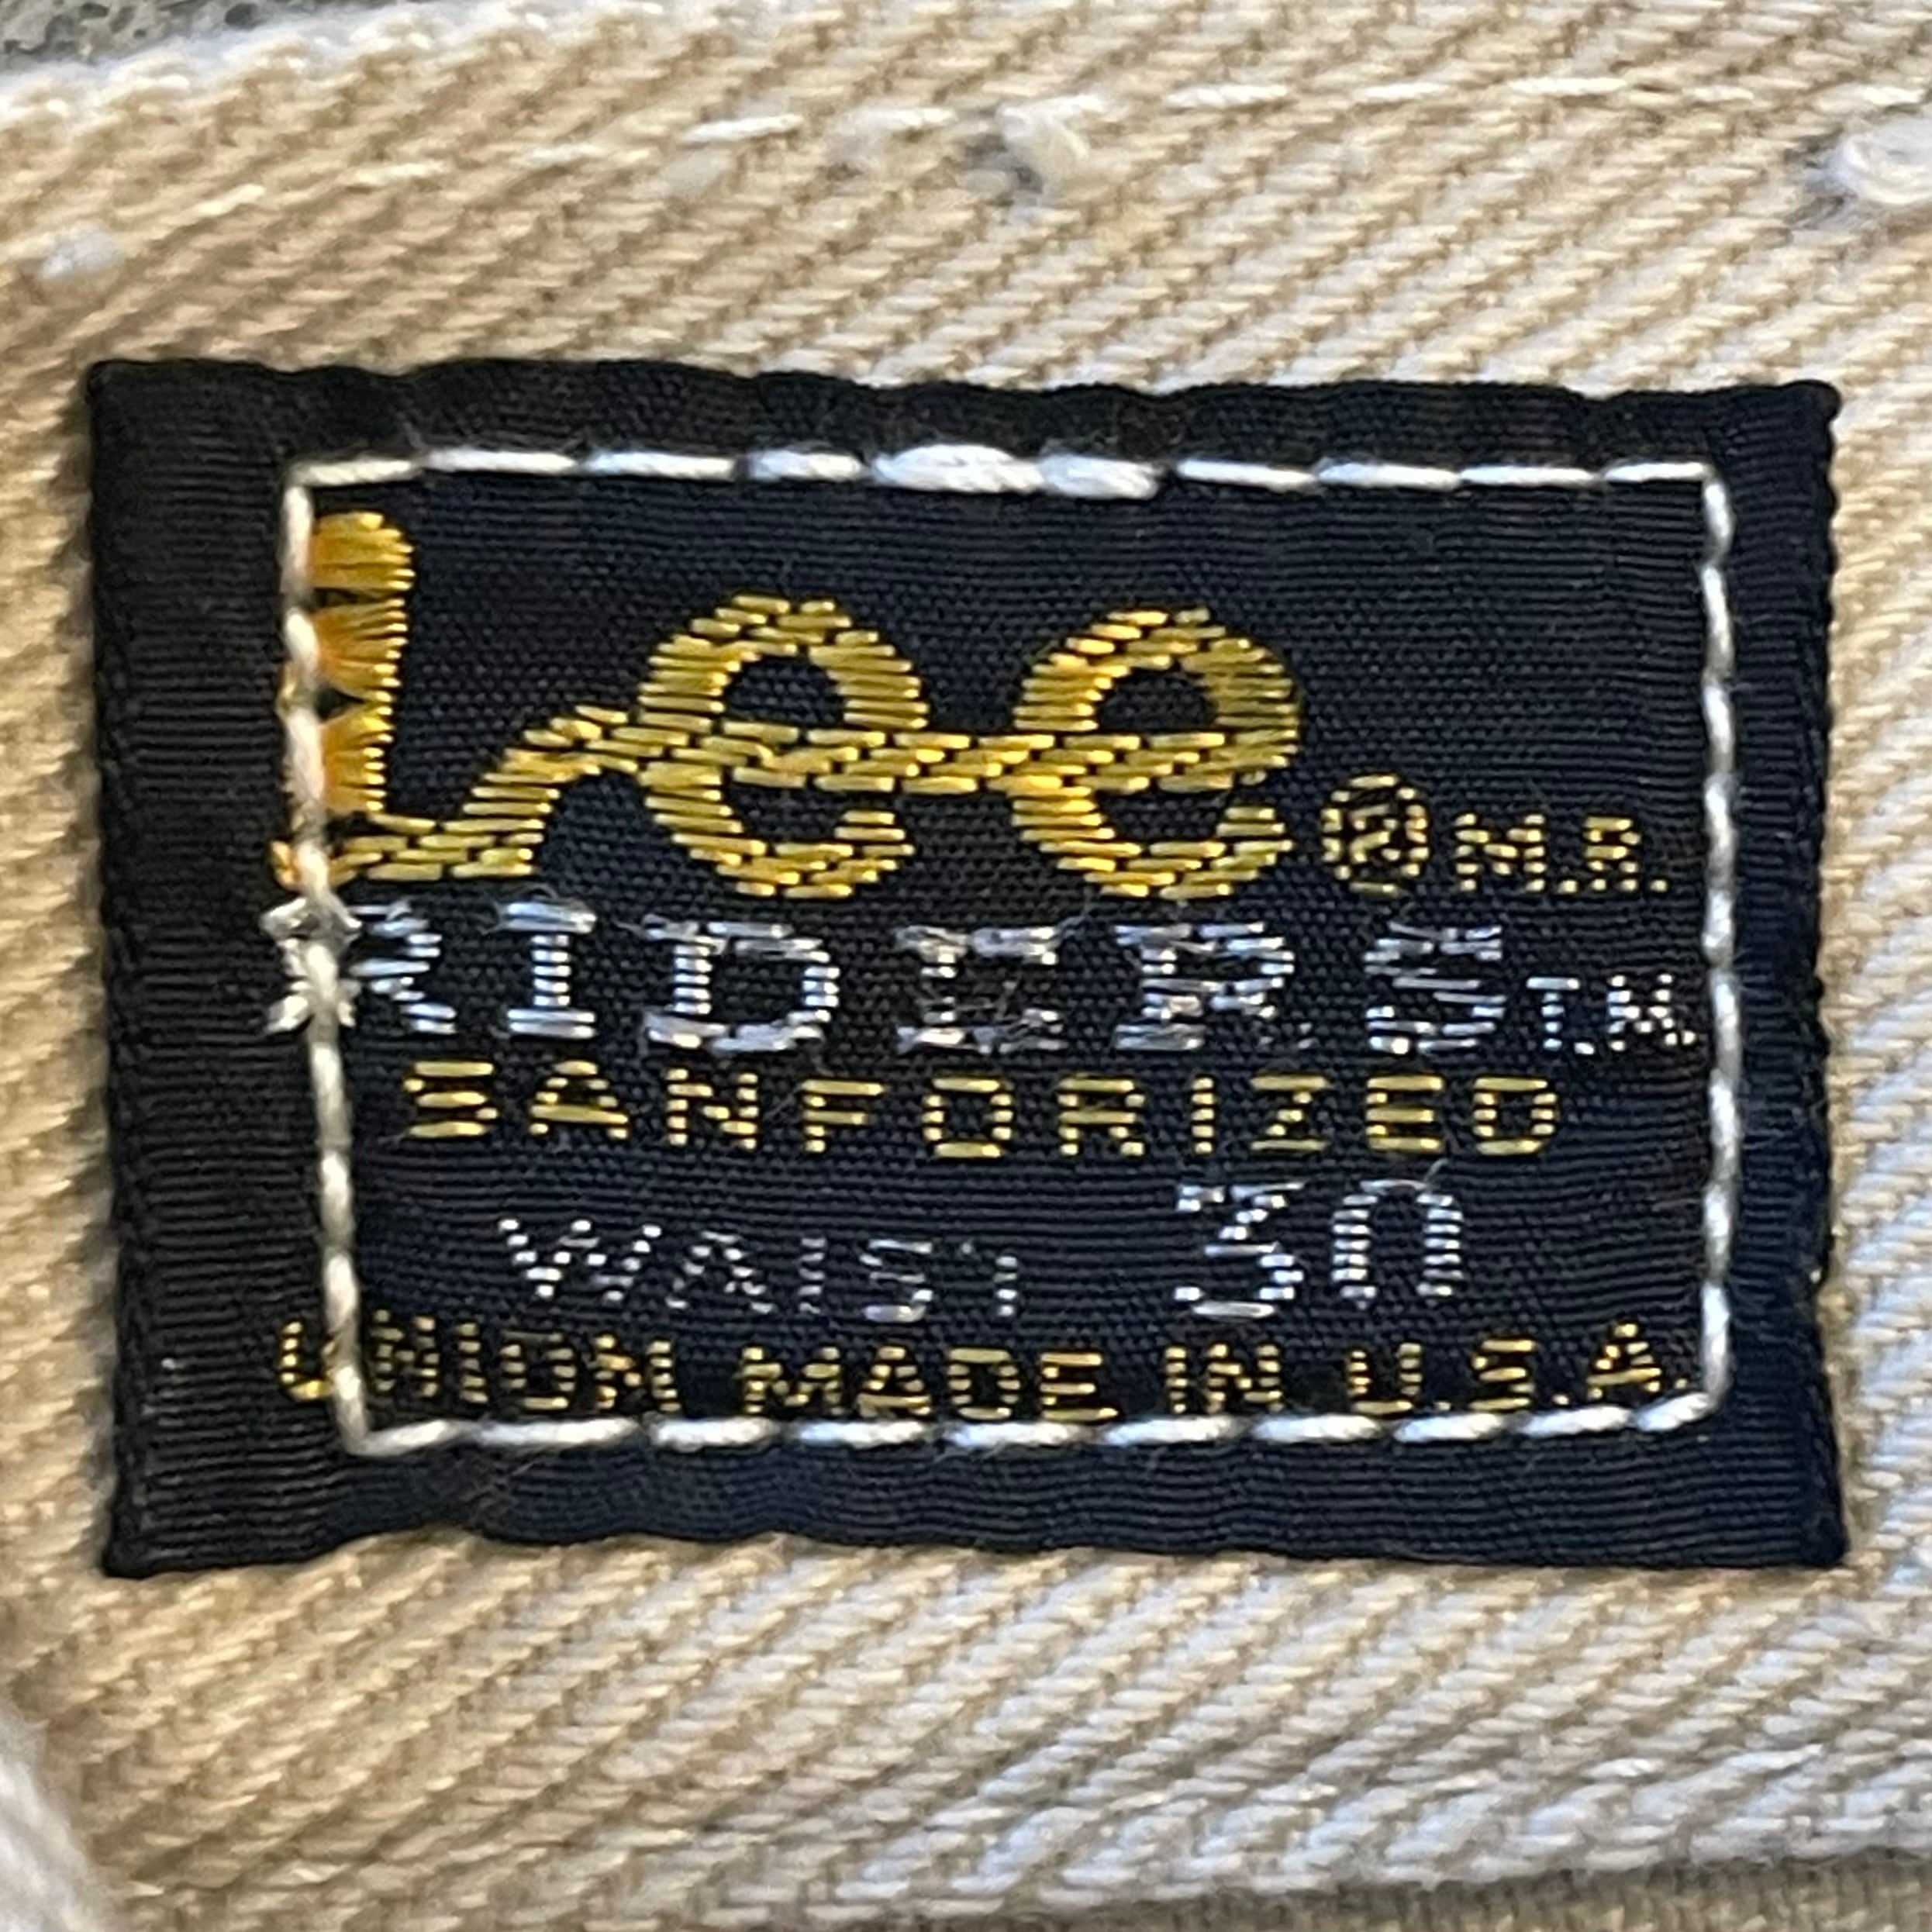 Lee ® M.R.
RIDERS T.M.
SANFORIZED
WAIST 30
UNION MADE IN U.S.A.